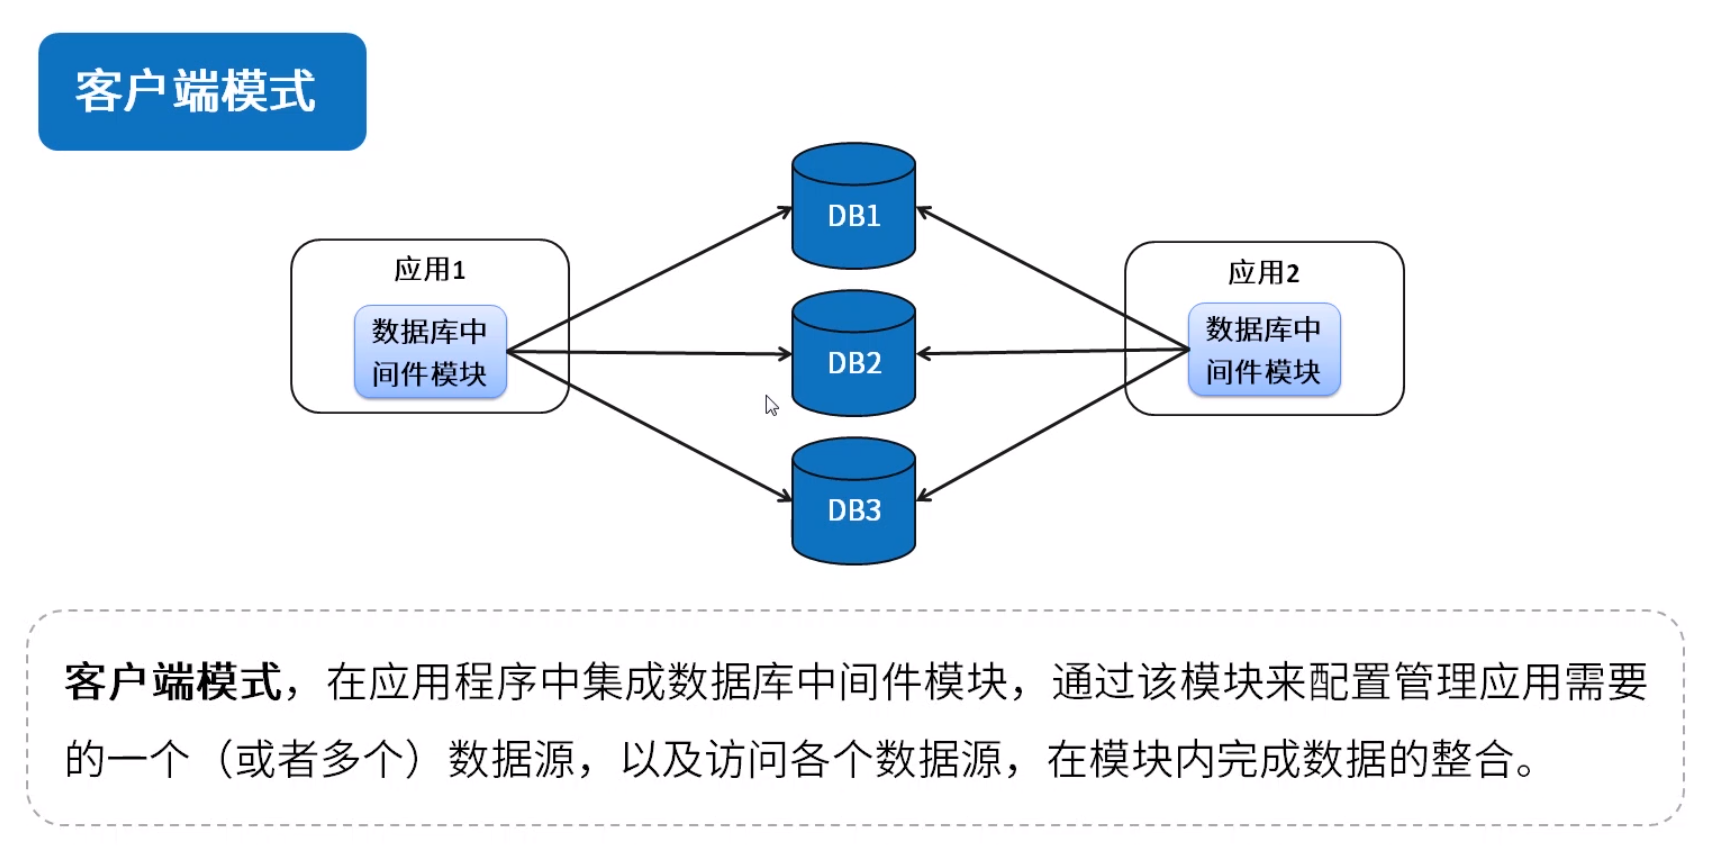 客户端模式
DB1
应用1
应用2
数据库中
间件模块
DB2
数据库中
间件模块
DB3
客户端模式，在应用程序中集成数据库中间件模块，通过该模块来配置管理应用需要
的一个（或者多个）数据源，以及访问各个数据源，在模块内完成数据的整合。